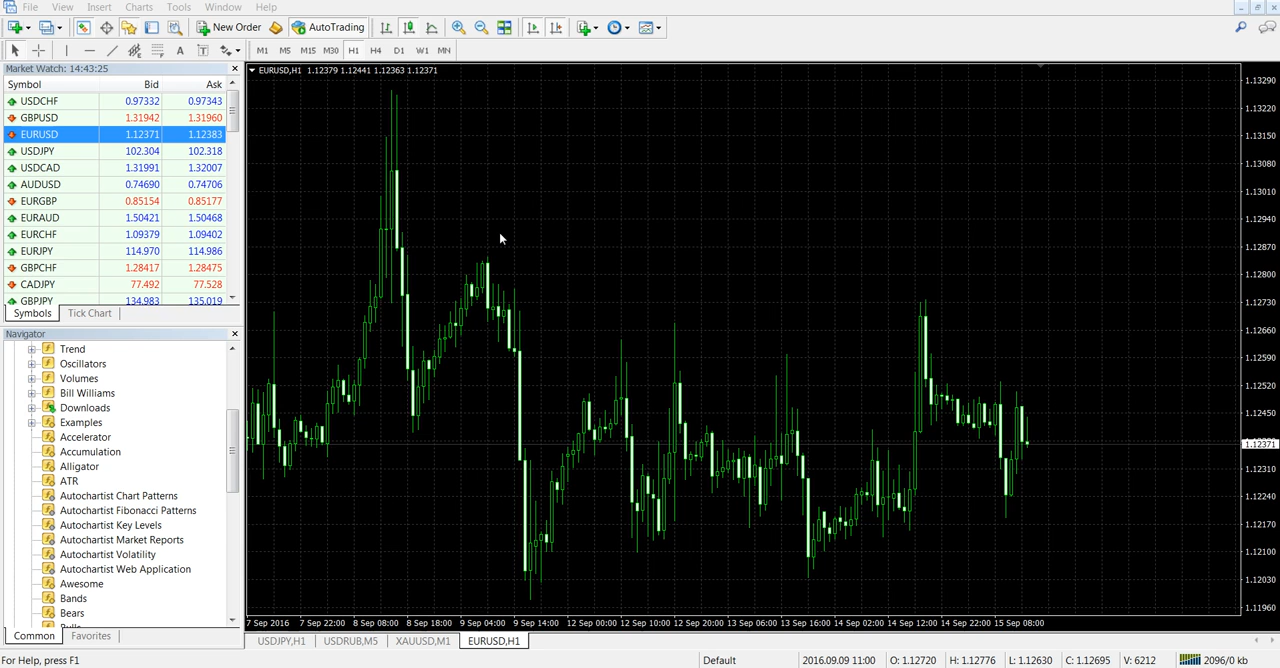 File View Insert Charts Tools Window Help
New Order AutoTrading
A T M1 M5 M15 M30 H1 H4 D1 W1 MN
Market Watch: 14:43:25
Symbol Bid Ask
USDCHF 0.97332 0.97343
GBPUSD 1.31942 1.31960
EURUSD 1.12371 1.12383
USDJPY 102.304 102.318
USDCAD 1.31991 1.32007
AUDUSD 0.74690 0.74706
EURGBP 0.85154 0.85177
EURAUD 1.50421 1.50468
EURCHF 1.09379 1.09402
EURJPY 114.970 114.986
GBPCHF 1.28417 1.28475
CADJPY 77.492 77.528
GBPJPY 134.983 135.019
Symbols Tick Chart
Navigator
Trend
Oscillators
Volumes
Bill Williams
Downloads
Examples
Accelerator
Accumulation
Alligator
ATR
Autochartist Chart Patterns
Autochartist Fibonacci Patterns
Autochartist Key Levels
Autochartist Market Reports
Autochartist Volatility
Autochartist Web Application
Awesome
Bands
Bears
Common Favorites
EURUSD,H1 1.12379 1.12441 1.12363 1.12371
1.13290
1.13220
1.13150
1.13080
1.13010
1.12940
1.12870
1.12800
1.12730
1.12660
1.12590
1.12520
1.12450
1.12371
1.12310
1.12240
1.12170
1.12100
1.12030
1.11960
7 Sep 2016 7 Sep 22:00 8 Sep 08:00 8 Sep 18:00 9 Sep 04:00 9 Sep 14:00 12 Sep 00:00 12 Sep 10:00 12 Sep 20:00 13 Sep 06:00 13 Sep 16:00 14 Sep 02:00 14 Sep 12:00 14 Sep 22:00 15 Sep 08:00
USDJPY,H1 USDRUB,M5 XAUUSD,M1 EURUSD,H1
For Help, press F1 Default 2016.09.09 11:00 O: 1.12720 H: 1.12776 L: 1.12630 C: 1.12695 V: 6212 2096/0 kb